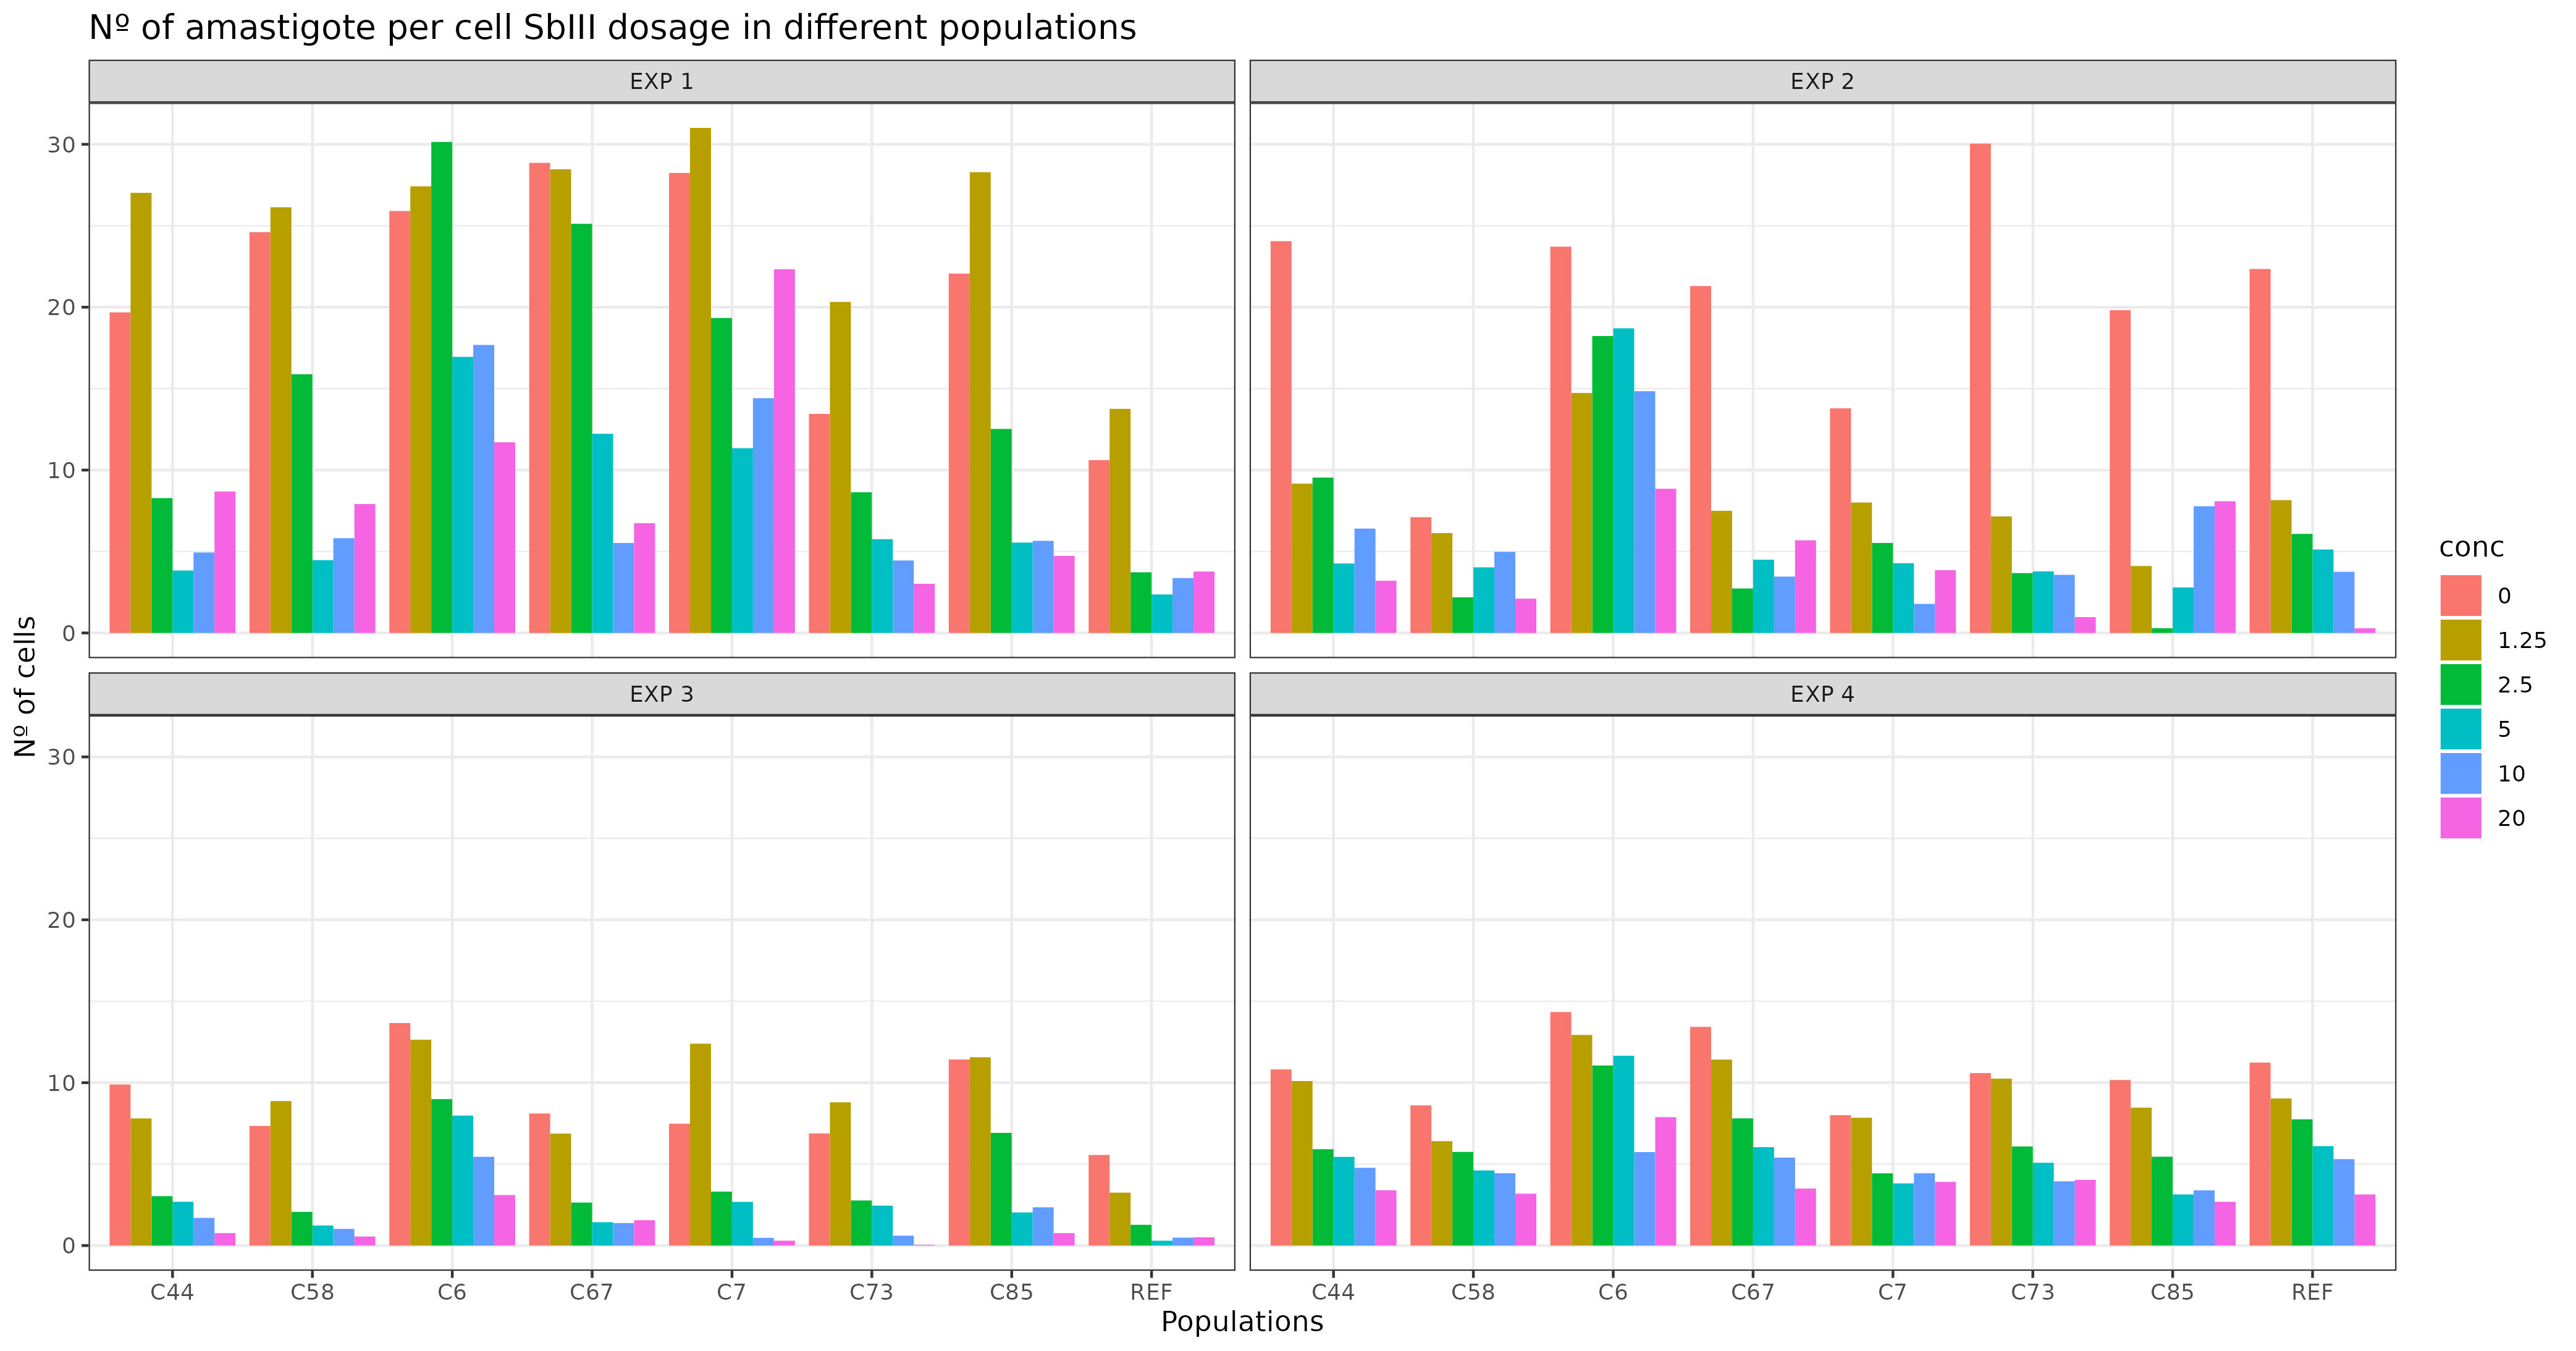 Nº of amastigote per cell SbIII dosage in different populations
EXP 1
EXP 2
30
20
10
0
EXP 3
EXP 4
30
20
10
0
Nº of cells
C44 C58 C6 C67 C7 C73 C85 REF
C44 C58 C6 C67 C7 C73 C85 REF
Populations
conc
0
1.25
2.5
5
10
20